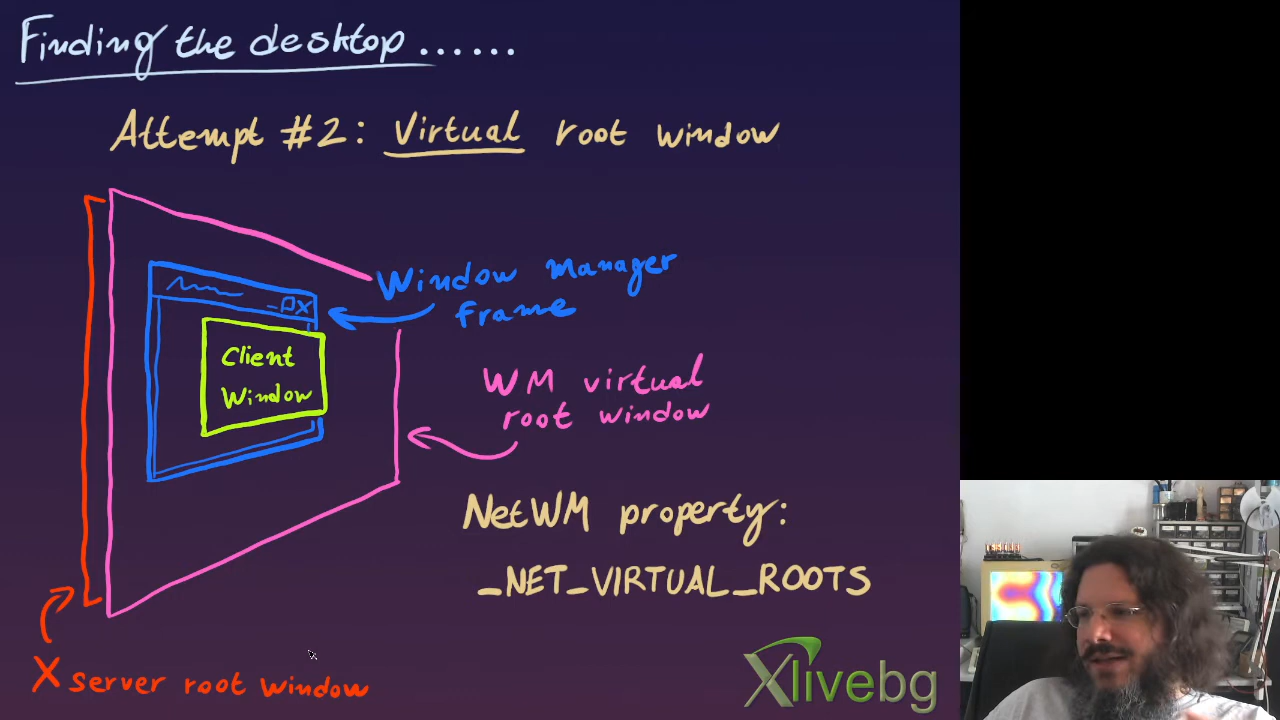 Finding the desktop ......
Attempt #2: Virtual root window
Window manager
frame
Client
Window
WM virtual
root window
NetWM property:
_NET_VIRTUAL_ROOTS
X server root window
Xlivebg